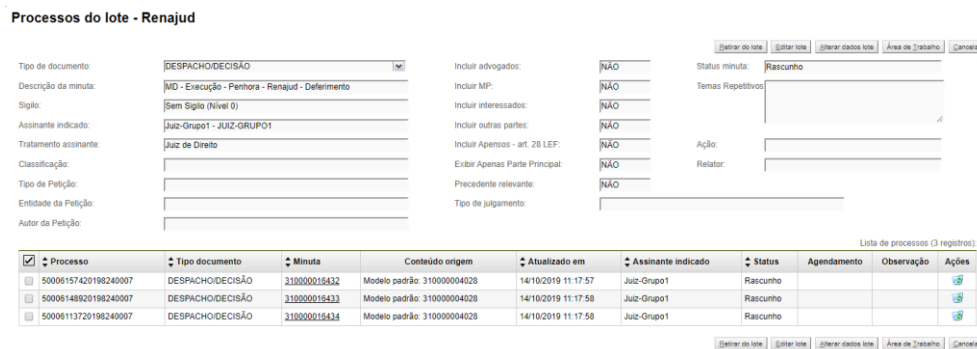 Processos do lote - Renajud
Retirar do lote Editar lote Alterar dados lote Área de Trabalho Cancela
Tipo de documento: DESPACHO/DECISÃO Incluir advogados: NÃO Status minuta: Rascunho
Descrição da minuta: MD - Execução - Penhora - Renajud - Deferimento Incluir MP: NÃO Temas Repetitivos
Sigilo: Sem Sigilo (Nível 0) Incluir interessados: NÃO
Assinante indicado: Juiz-Grupo1 - JUIZ-GRUPO1 Incluir outras partes: NÃO
Tratamento assinante: Juiz de Direito Incluir Apensos - art. 28 LEF: NÃO Ação:
Classificação: Exibir Apenas Parte Principal: NÃO Relator:
Tipo de Petição: Precedente relevante: NÃO
Entidade da Petição: Tipo de julgamento:
Autor da Petição:
Lista de processos (3 registros):
Processo Tipo documento Minuta Conteúdo origem Atualizado em Assinante indicado Status Agendamento Observação Ações
50006157420198240007 DESPACHO/DECISÃO 310000016432 Modelo padrão: 310000004028 14/10/2019 11:17:57 Juiz-Grupo1 Rascunho
50006148920198240007 DESPACHO/DECISÃO 310000016433 Modelo padrão: 310000004028 14/10/2019 11:17:58 Juiz-Grupo1 Rascunho
50006113720198240007 DESPACHO/DECISÃO 310000016434 Modelo padrão: 310000004028 14/10/2019 11:17:58 Juiz-Grupo1 Rascunho
Retirar do lote Editar lote Alterar dados lote Área de Trabalho Cancela